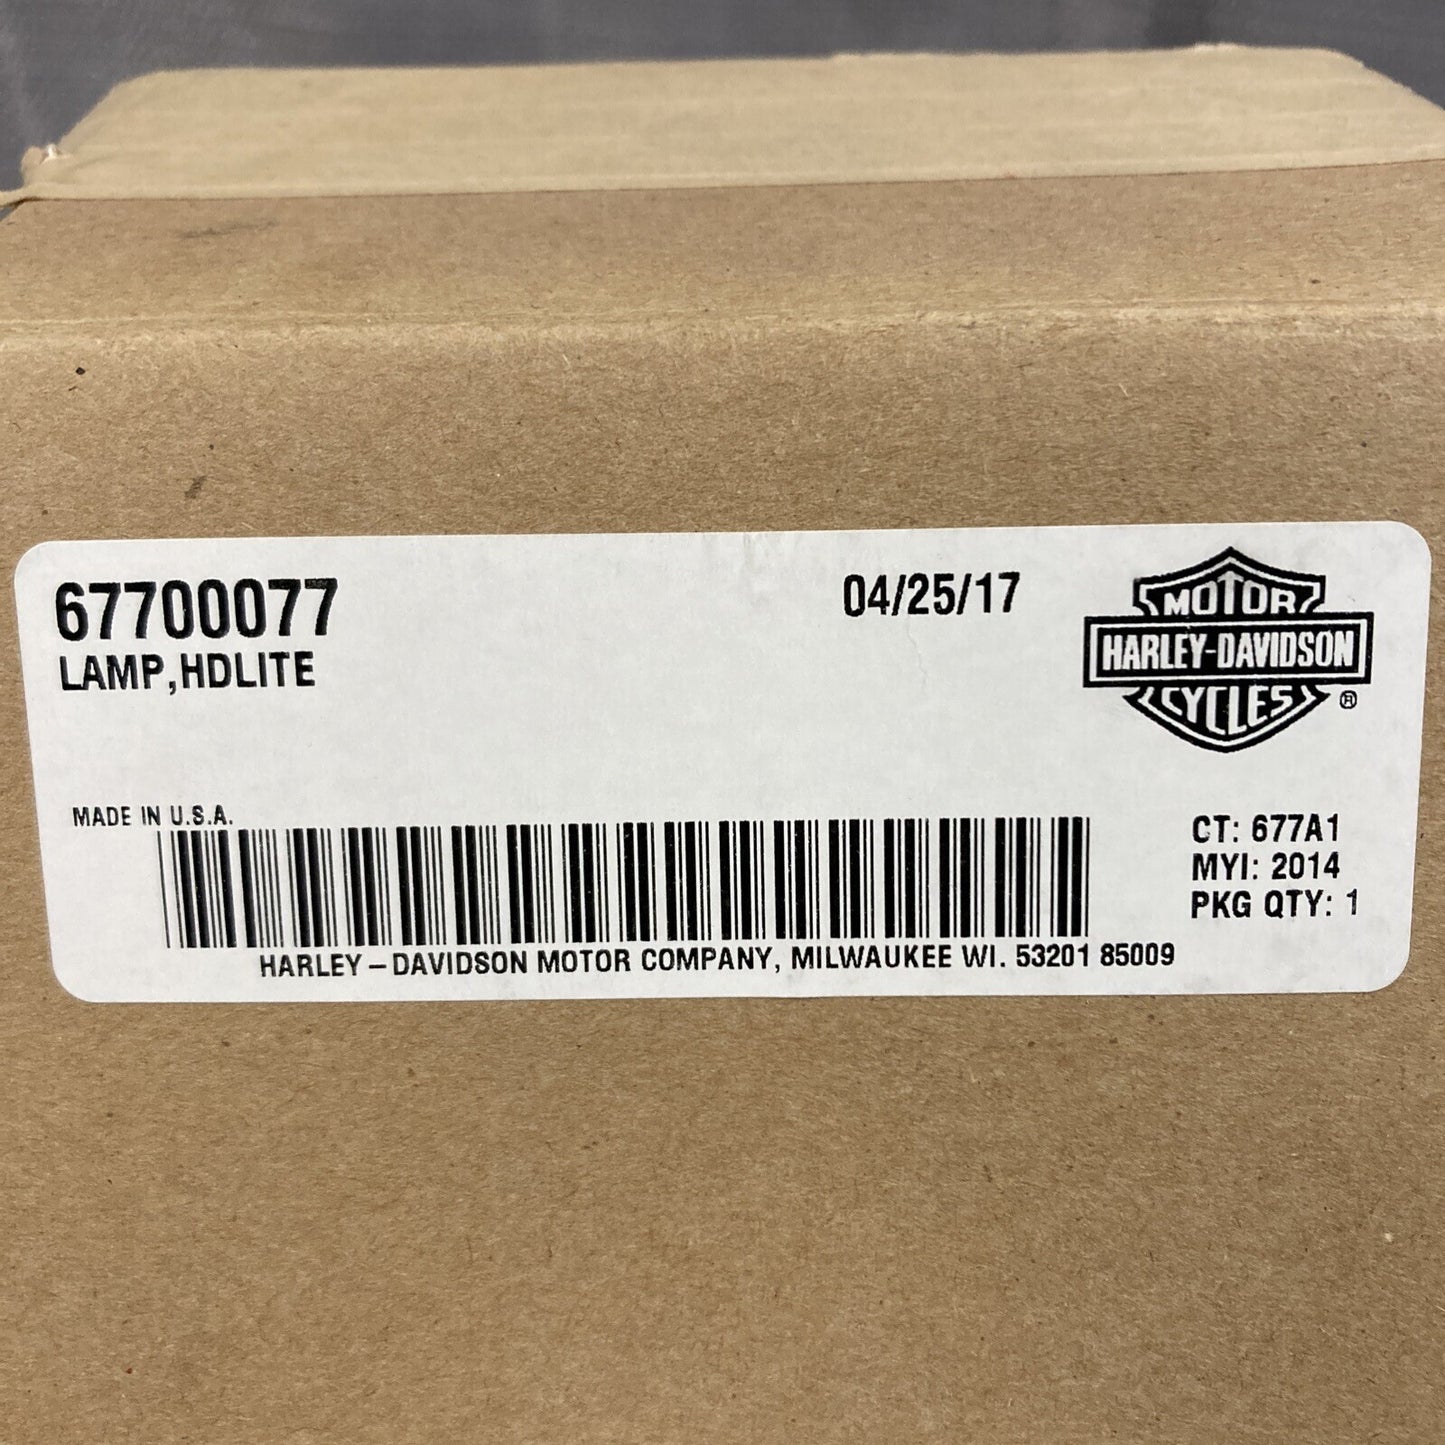 67700077
LAMP,HDLITE
04/25/17
MOTOR
HARLEY-DAVIDSON
CYCLES ®
MADE IN U.S.A.
CT: 677A1
MYI: 2014
PKG QTY: 1
HARLEY-DAVIDSON MOTOR COMPANY, MILWAUKEE WI. 53201 85009